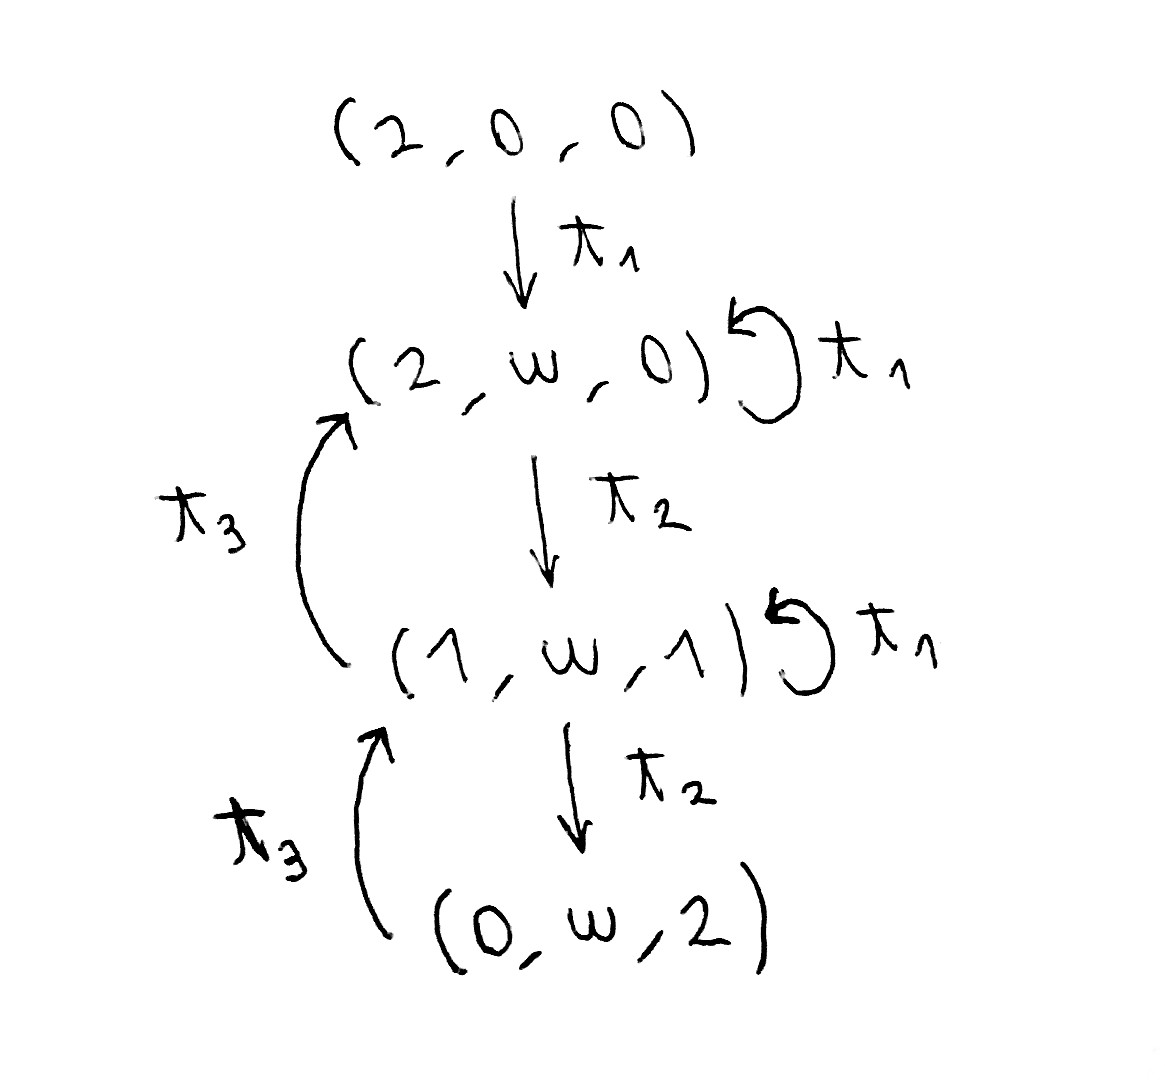 (2, 0, 0)
t₁
(2, w, 0) t₁
t₃ t₂
(1, w, 1) t₁
t₃ t₂
(0, w, 2)